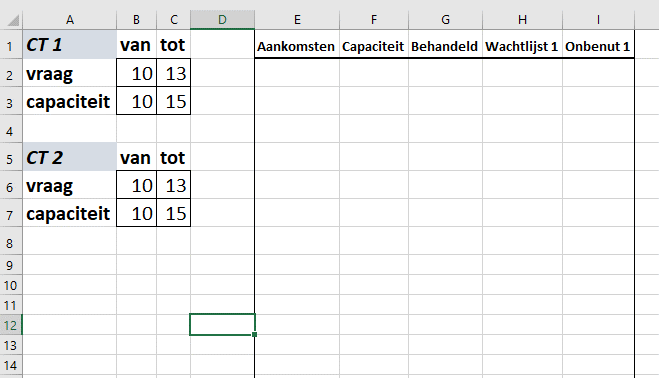 A B C D E F G H I
1 CT 1 van tot Aankomsten Capaciteit Behandeld Wachtlijst 1 Onbenut 1
2 vraag 10 13
3 capaciteit 10 15
4
5 CT 2 van tot
6 vraag 10 13
7 capaciteit 10 15
8
9
10
11
12
13
14